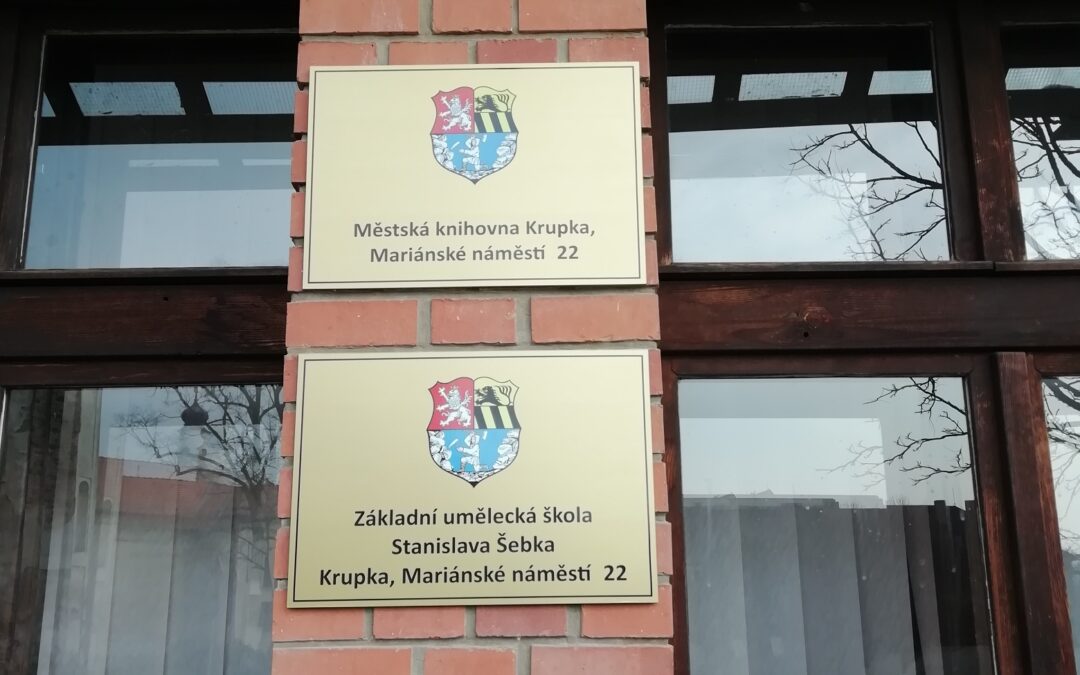 Městská knihovna Krupka,
Mariánské náměstí 22
Základní umělecká škola
Stanislava Šebka
Krupka, Mariánské náměstí 22